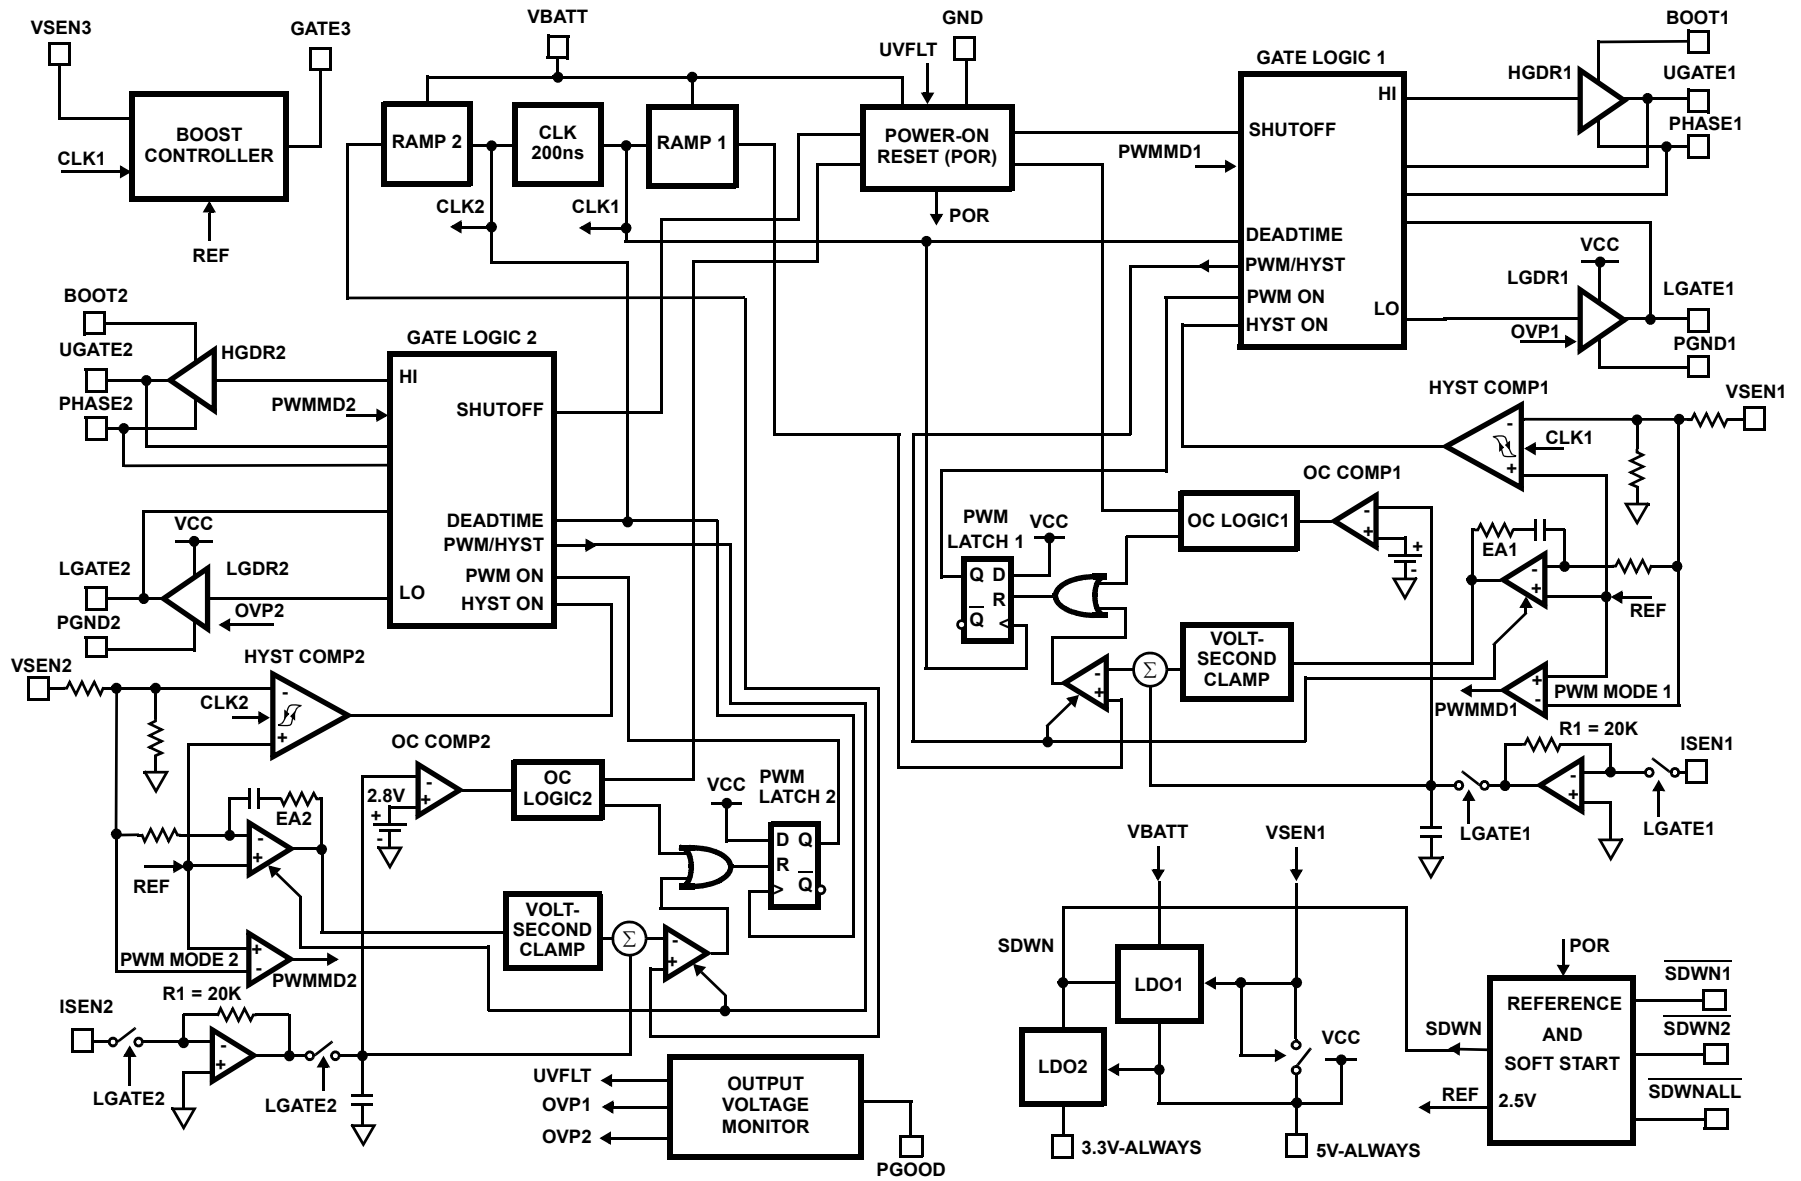 VSEN3
GATE3
VBATT
GND
UVFLT
BOOT1
GATE LOGIC 1
HGDR1
UGATE1
BOOST
CONTROLLER
CLK1
REF
RAMP 2
CLK
200ns
RAMP 1
CLK2
CLK1
POWER-ON
RESET (POR)
POR
PWMMD1
HI
SHUTOFF
DEADTIME
PWM/HYST
PWM ON
HYST ON
LO
PHASE1
VCC
LGDR1
LGATE1
OVP1
PGND1
BOOT2
UGATE2
HGDR2
PHASE2
GATE LOGIC 2
PWMMD2
HI
SHUTOFF
DEADTIME
PWM/HYST
PWM ON
HYST ON
LO
VCC
LGATE2
LGDR2
OVP2
PGND2
HYST COMP1
VSEN1
-
CLK1
+
OC COMP1
OC LOGIC1
-
+
+
-
PWM
LATCH 1
VCC
Q D
R
Q
<
EA1
-
+
REF
VOLT-
SECOND
CLAMP
Σ
-
+
+
-
PWM MODE 1
PWMMD1
R1 = 20K
ISEN1
-
+
LGATE1
LGATE1
VSEN2
HYST COMP2
-
CLK2
+
OC COMP2
2.8V
-
+
+
-
OC
LOGIC2
VCC
PWM
LATCH 2
D Q
R
Q
>
EA2
-
+
REF
VOLT-
SECOND
CLAMP
Σ
-
+
+
-
PWM MODE 2
PWMMD2
R1 = 20K
ISEN2
-
+
LGATE2
LGATE2
UVFLT
OVP1
OVP2
OUTPUT
VOLTAGE
MONITOR
PGOOD
VBATT
VSEN1
SDWN
LDO1
LDO2
VCC
3.3V-ALWAYS
5V-ALWAYS
POR
REFERENCE
AND
SOFT START
2.5V
SDWN
REF
SDWN1
SDWN2
SDWNALL